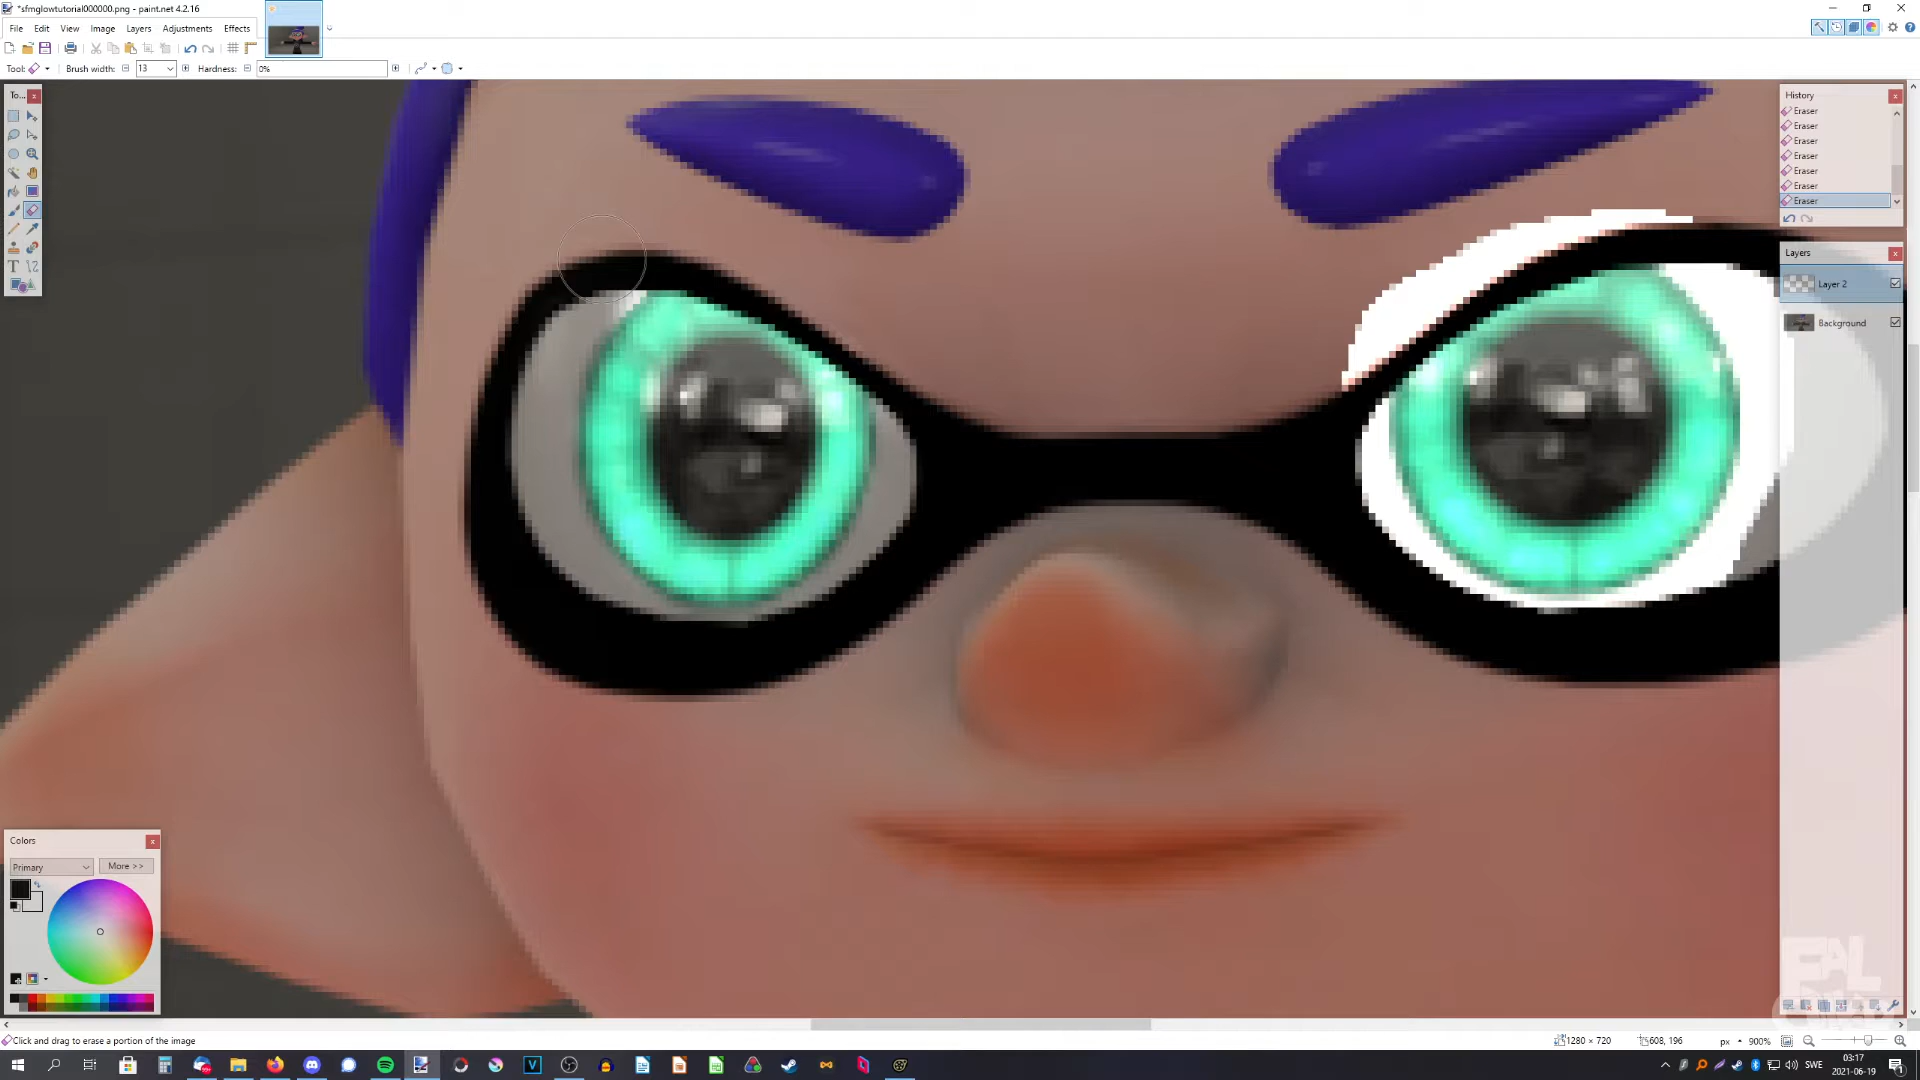 *sfmglowtutorial000000.png - paint.net 4.2.16
File Edit View Image Layers Adjustments Effects
Tool: Brush width: 13 Hardness: 0%
To...
History
Eraser
Eraser
Eraser
Eraser
Eraser
Eraser
Eraser
Layers
Layer 2
Background
Colors
Primary More >>
Click and drag to erase a portion of the image
1280 × 720 608, 196 px 900%
SWE
03:17
2021-06-19